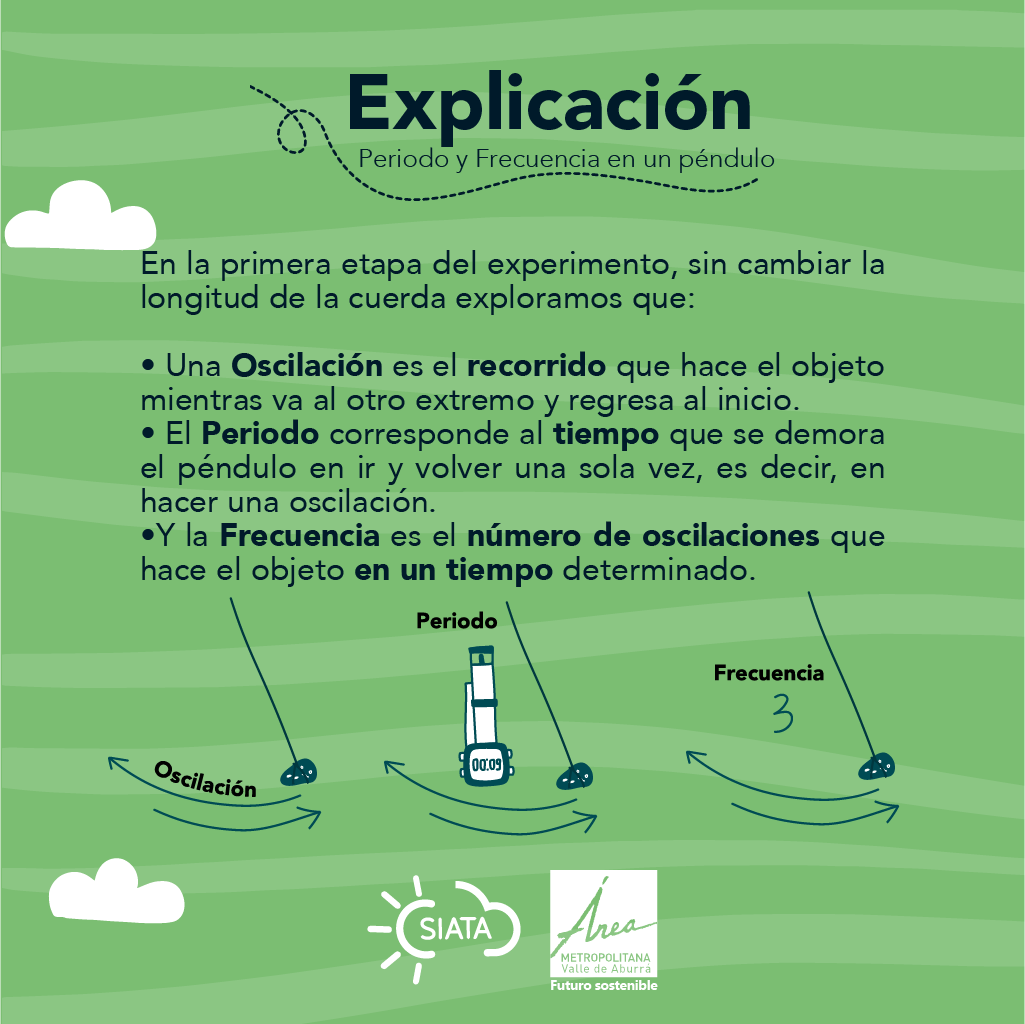 Explicación
Periodo y Frecuencia en un péndulo
En la primera etapa del experimento, sin cambiar la
longitud de la cuerda exploramos que:
• Una Oscilación es el recorrido que hace el objeto
mientras va al otro extremo y regresa al inicio.
• El Periodo corresponde al tiempo que se demora
el péndulo en ir y volver una sola vez, es decir, en
hacer una oscilación.
•Y la Frecuencia es el número de oscilaciones que
hace el objeto en un tiempo determinado.
Oscilación
Periodo
00:09
Frecuencia
3
SIATA
Área
METROPOLITANA
Valle de Aburrá
Futuro sostenible